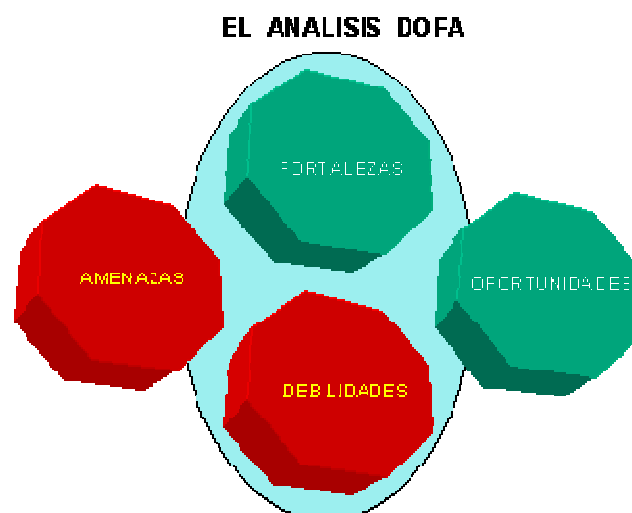 EL ANALISIS DOFA
FORTALEZAS
AMENAZAS
OPORTUNIDADES
DEBILIDADES